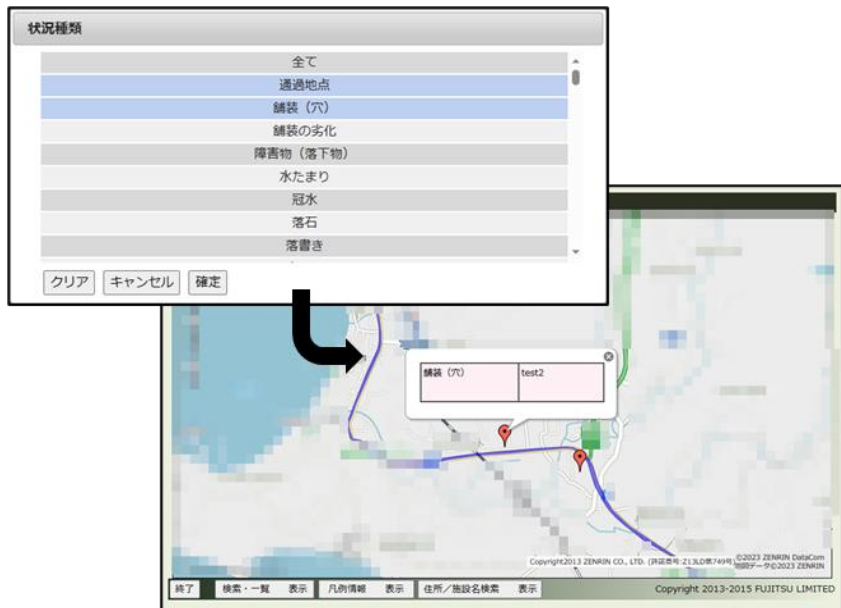 状況種類
全て
通過地点
舗装（穴）
舗装の劣化
障害物（落下物）
水たまり
冠水
落石
落書き
クリア キャンセル 確定
舗装（穴） test2
Copyright2013 ZENRIN CO., LTD. (許諾番号:Z13LD第749号)
©2023 ZENRIN DataCom
地図データ©2023 ZENRIN
終了 検索・一覧 表示 凡例情報 表示 住所／施設名検索 表示 Copyright 2013-2015 FUJITSU LIMITED